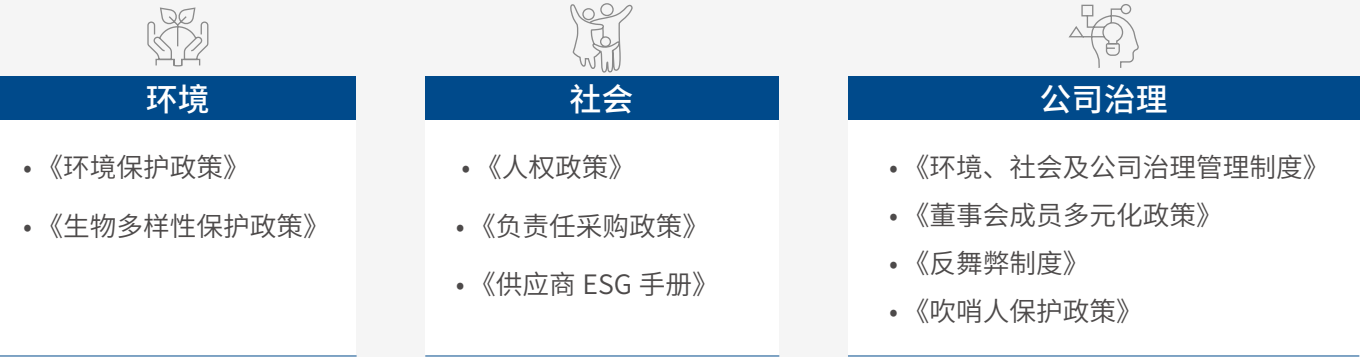 环境
• 《环境保护政策》
• 《生物多样性保护政策》
社会
• 《人权政策》
• 《负责任采购政策》
• 《供应商 ESG 手册》
公司治理
• 《环境、社会及公司治理管理制度》
• 《董事会成员多元化政策》
• 《反舞弊制度》
• 《吹哨人保护政策》